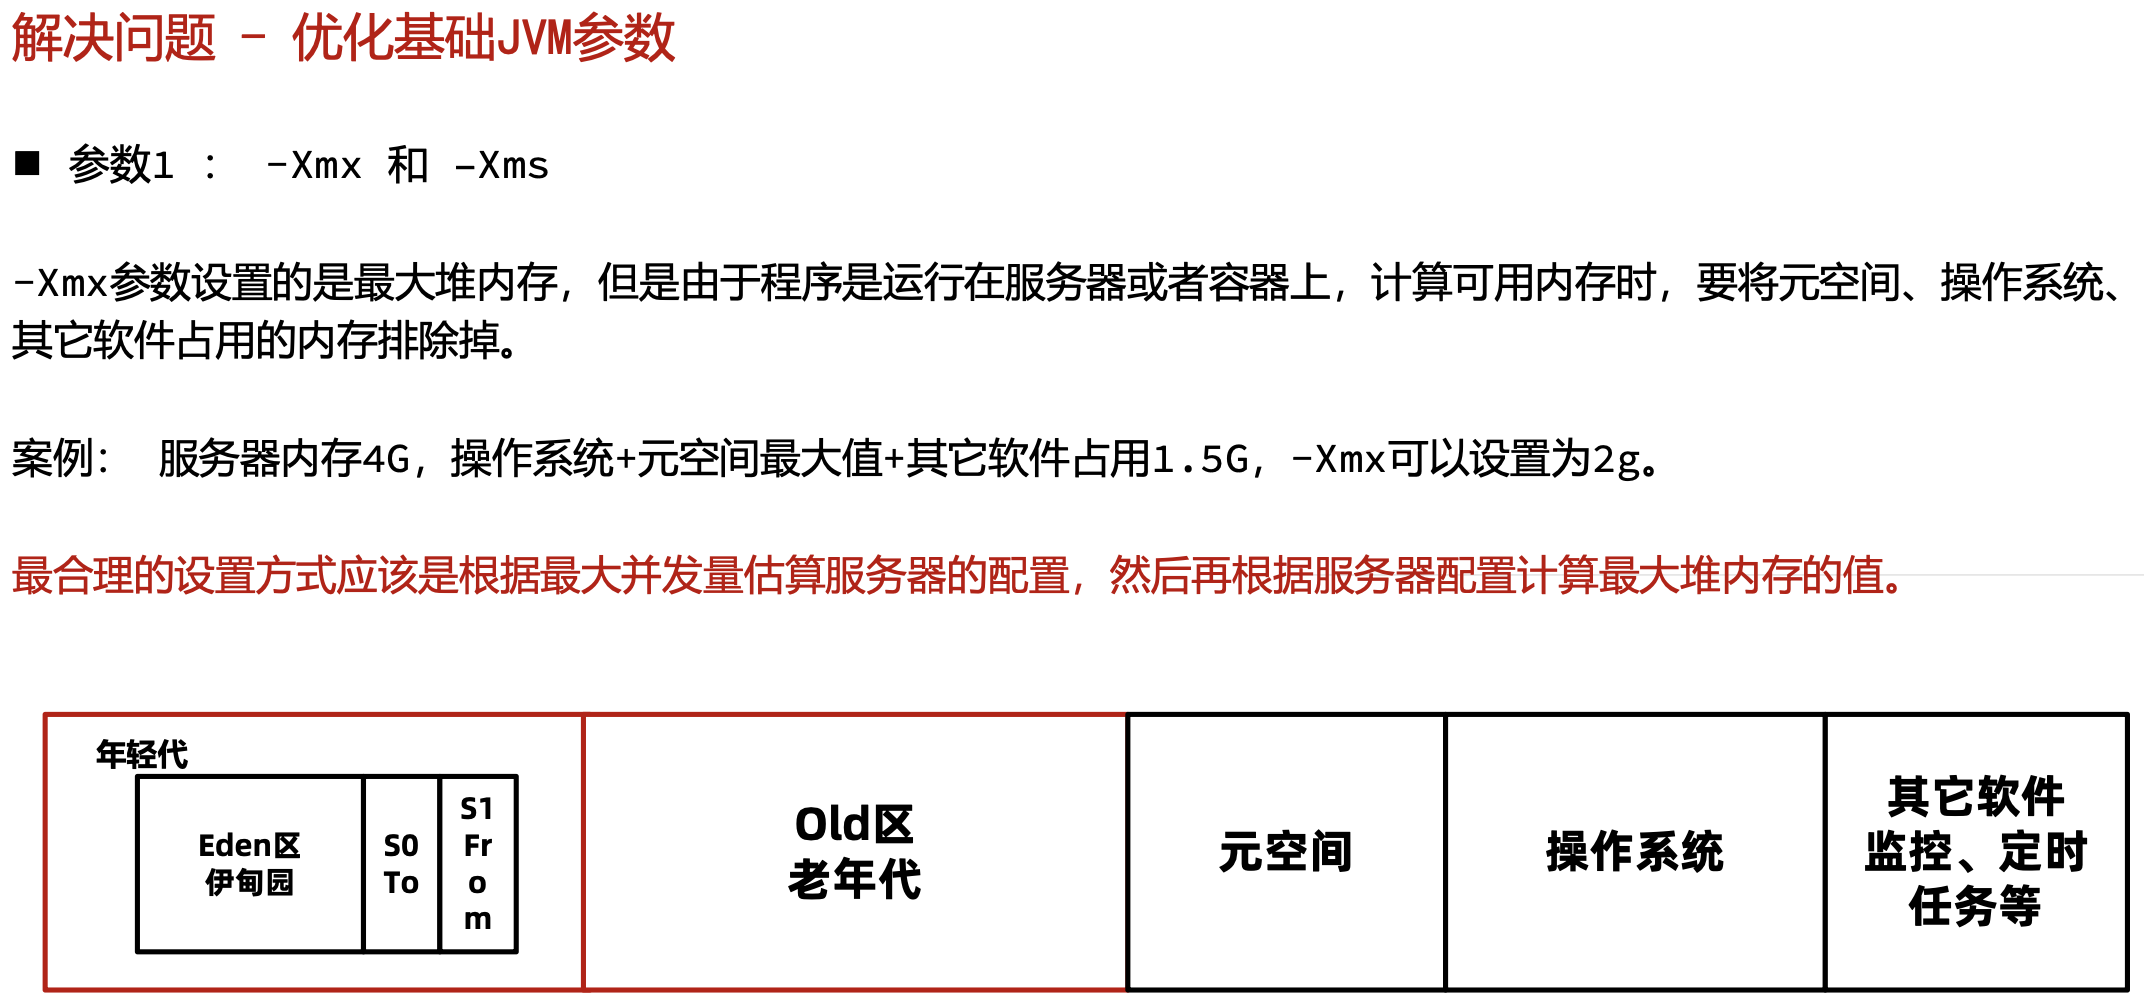 解决问题 - 优化基础JVM参数
■ 参数1 : -Xmx 和 –Xms
-Xmx参数设置的是最大堆内存，但是由于程序是运行在服务器或者容器上，计算可用内存时，要将元空间、操作系统、
其它软件占用的内存排除掉。
案例： 服务器内存4G，操作系统+元空间最大值+其它软件占用1.5G，-Xmx可以设置为2g。
最合理的设置方式应该是根据最大并发量估算服务器的配置，然后再根据服务器配置计算最大堆内存的值。
年轻代
Eden区
伊甸园
S0
To
S1
Fr
o
m
Old区
老年代
元空间
操作系统
其它软件
监控、定时
任务等